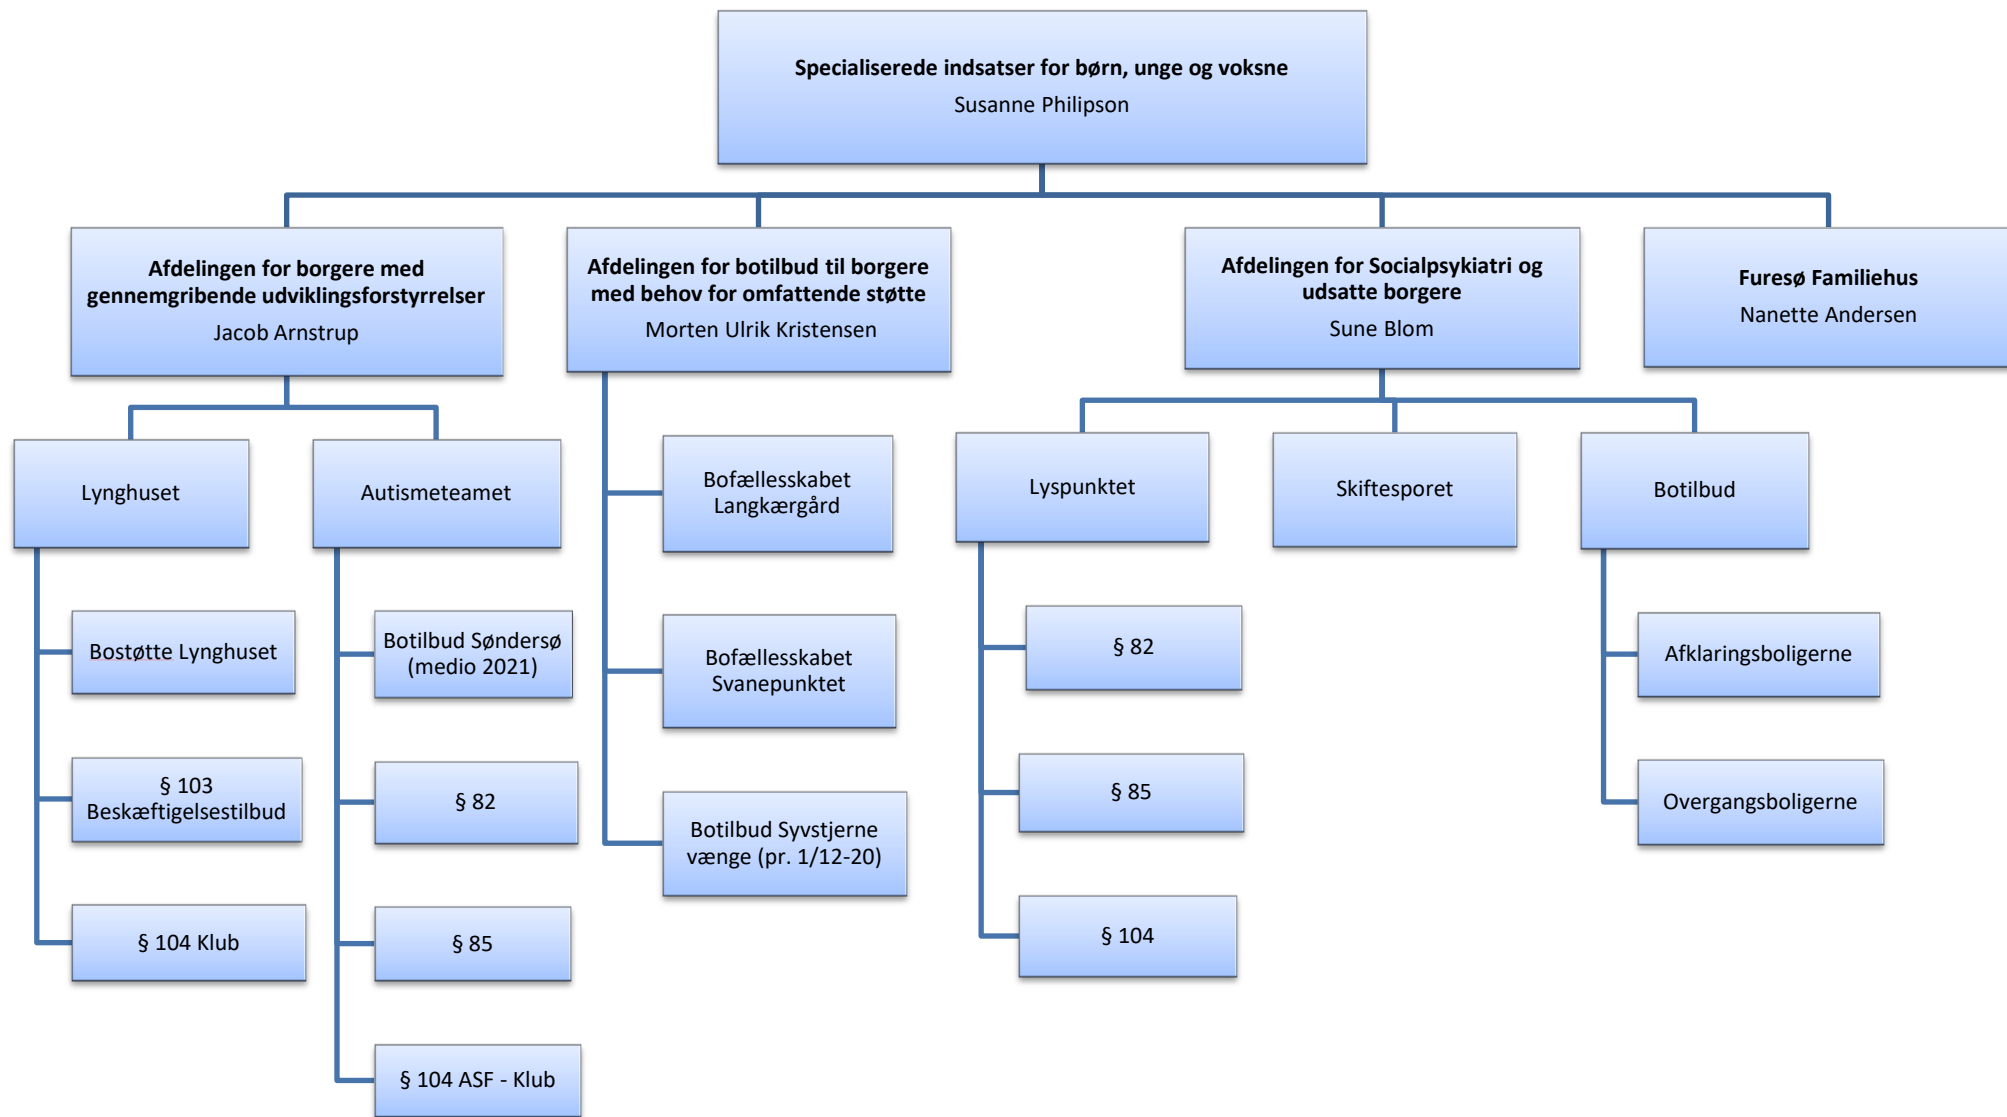 Specialiserede indsatser for børn, unge og voksne
Susanne Philipson
Afdelingen for borgere med
gennemgribende udviklingsforstyrrelser
Jacob Arnstrup
Afdelingen for botilbud til borgere
med behov for omfattende støtte
Morten Ulrik Kristensen
Afdelingen for Socialpsykiatri og
udsatte borgere
Sune Blom
Furesø Familiehus
Nanette Andersen
Lynghuset
Autismeteamet
Bofællesskabet
Langkærgård
Lyspunktet
Skiftesporet
Botilbud
Bostøtte Lynghuset
Botilbud Søndersø
(medio 2021)
Bofællesskabet
Svanepunktet
§ 82
Afklaringsboligerne
§ 103
Beskæftigelsestilbud
§ 82
Botilbud Syvstjerne
vænge (pr. 1/12-20)
§ 85
Overgangsboligerne
§ 104 Klub
§ 85
§ 104
§ 104 ASF - Klub